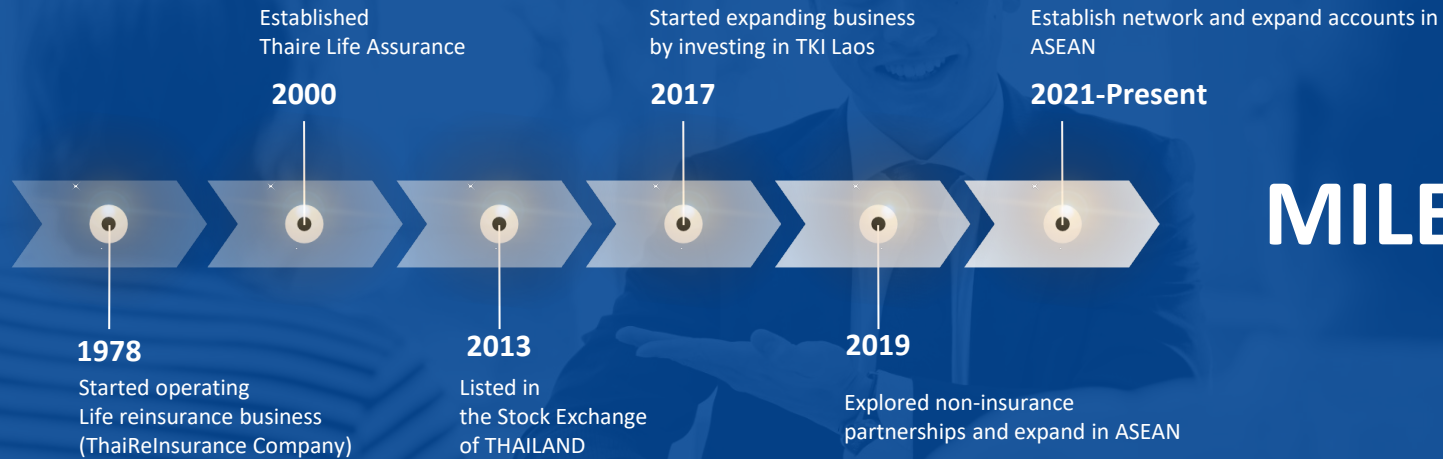 Established
Thaire Life Assurance
2000
Started expanding business
by investing in TKI Laos
2017
Establish network and expand accounts in
ASEAN
2021-Present
1978
Started operating
Life reinsurance business
(ThaiReInsurance Company)
2013
Listed in
the Stock Exchange
of THAILAND
2019
Explored non-insurance
partnerships and expand in ASEAN